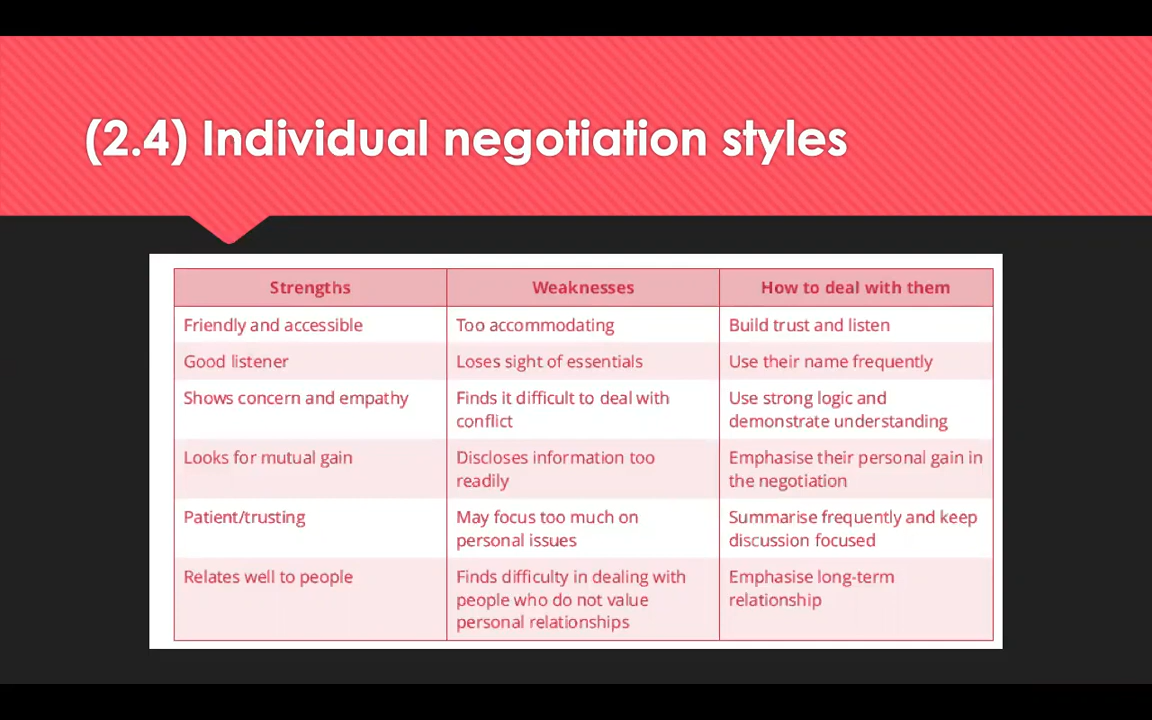 (2.4) Individual negotiation styles
Strengths Weaknesses How to deal with them
Friendly and accessible Too accommodating Build trust and listen
Good listener Loses sight of essentials Use their name frequently
Shows concern and empathy Finds it difficult to deal with Use strong logic and
conflict demonstrate understanding
Looks for mutual gain Discloses information too Emphasise their personal gain in
readily the negotiation
Patient/trusting May focus too much on Summarise frequently and keep
personal issues discussion focused
Relates well to people Finds difficulty in dealing with Emphasise long-term
people who do not value relationship
personal relationships